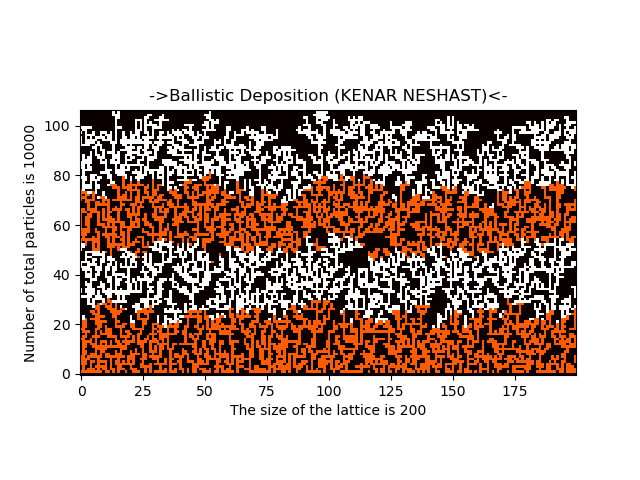 ->Ballistic Deposition (KENAR NESHAST)<-
100
80
60
40
20
0
Number of total particles is 10000
0 25 50 75 100 125 150 175
The size of the lattice is 200